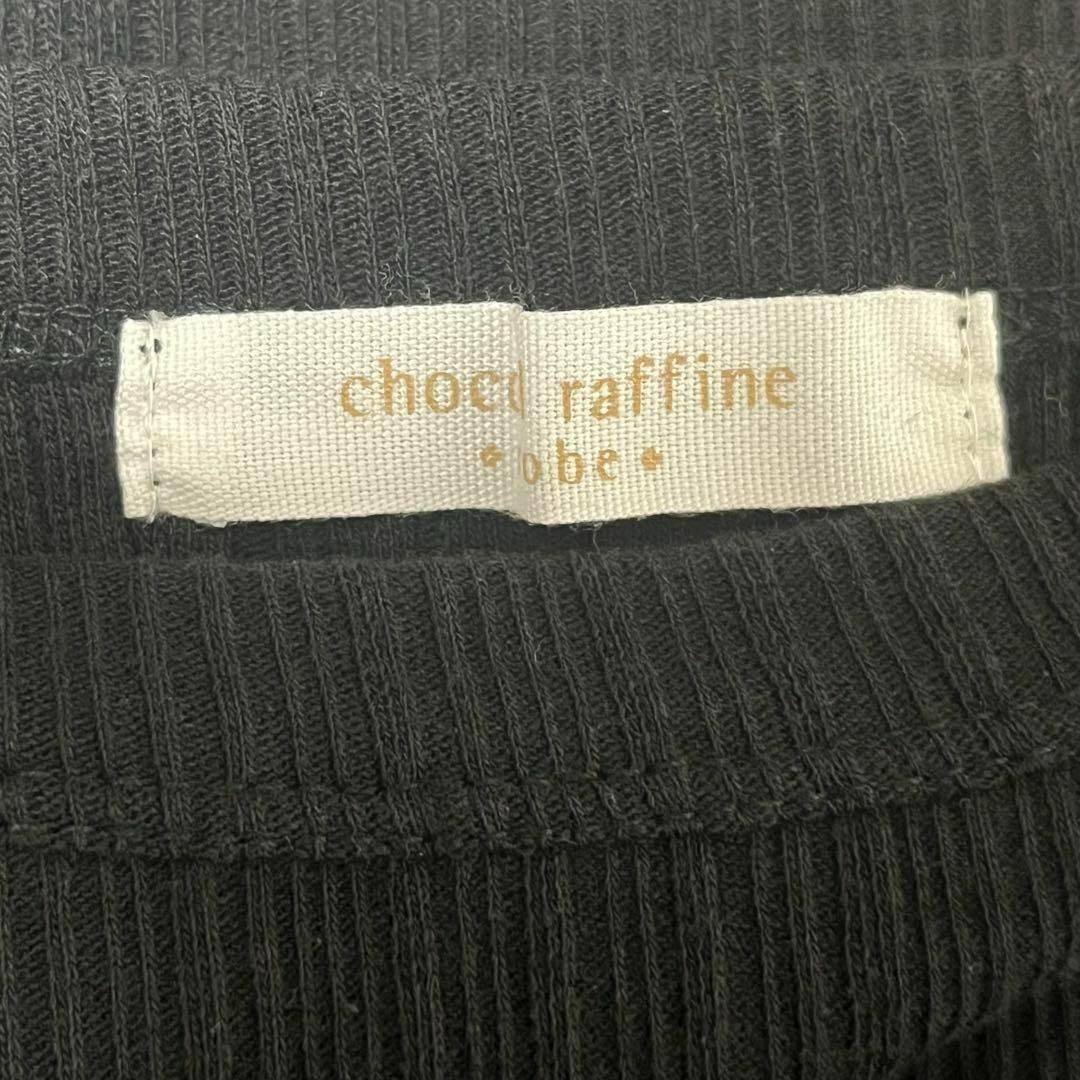 choco raffine
•obe•